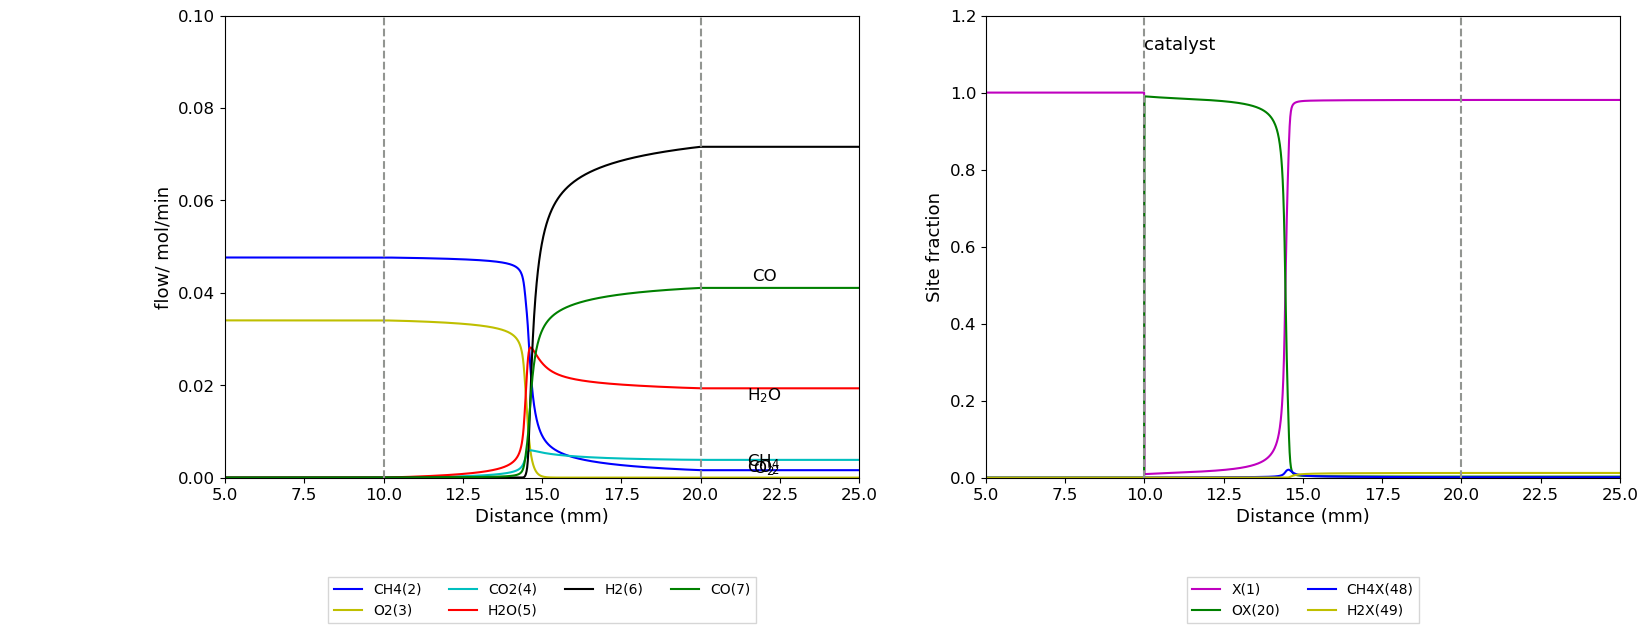 0.10
0.08
0.06
0.04
0.02
0.00
flow/ mol/min
CO
H₂O
5.0 7.5 10.0 12.5 15.0 17.5 20.0 22.5 25.0
Distance (mm)
CH4(2) CO2(4) H2(6) CO(7)
O2(3) H2O(5)
1.2
1.0
0.8
0.6
0.4
0.2
0.0
Site fraction
catalyst
5.0 7.5 10.0 12.5 15.0 17.5 20.0 22.5 25.0
Distance (mm)
X(1) CH4X(48)
OX(20) H2X(49)